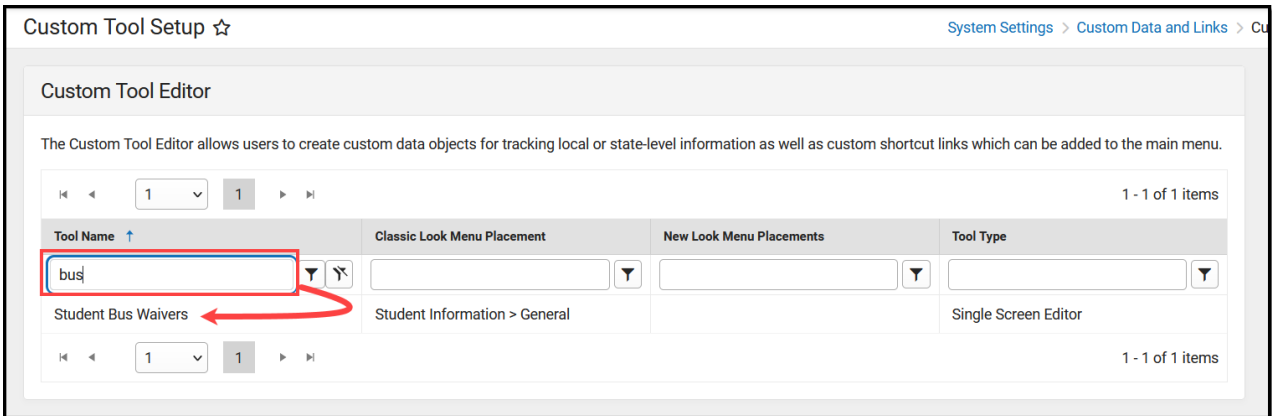 Custom Tool Setup
System Settings > Custom Data and Links > Cu
Custom Tool Editor
The Custom Tool Editor allows users to create custom data objects for tracking local or state-level information as well as custom shortcut links which can be added to the main menu.
1 1 1 - 1 of 1 items
Tool Name ↑ Classic Look Menu Placement New Look Menu Placements Tool Type
bus
Student Bus Waivers Student Information > General Single Screen Editor
1 1 1 - 1 of 1 items